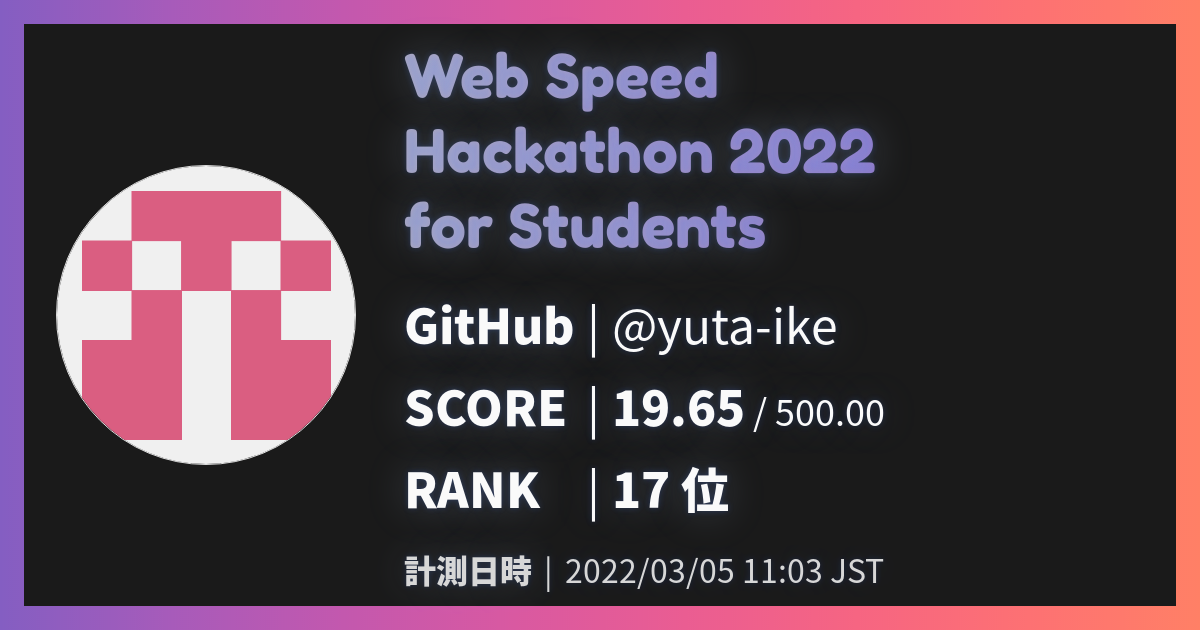 Web Speed
Hackathon 2022
for Students
GitHub | @yuta-ike
SCORE | 19.65 / 500.00
RANK | 17 位
計測日時 | 2022/03/05 11:03 JST